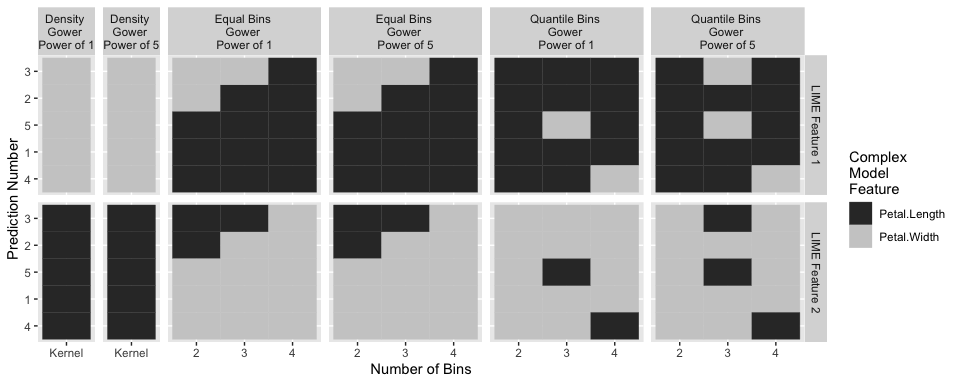 Density
Gower
Power of 1
Density
Gower
Power of 5
Equal Bins
Gower
Power of 1
Equal Bins
Gower
Power of 5
Quantile Bins
Gower
Power of 1
Quantile Bins
Gower
Power of 5
Prediction Number
3
2
5
1
4
LIME Feature 1
3
2
5
1
4
LIME Feature 2
Kernel
Kernel
2
3
4
2
3
4
2
3
4
2
3
4
Number of Bins
Complex
Model
Feature
Petal.Length
Petal.Width